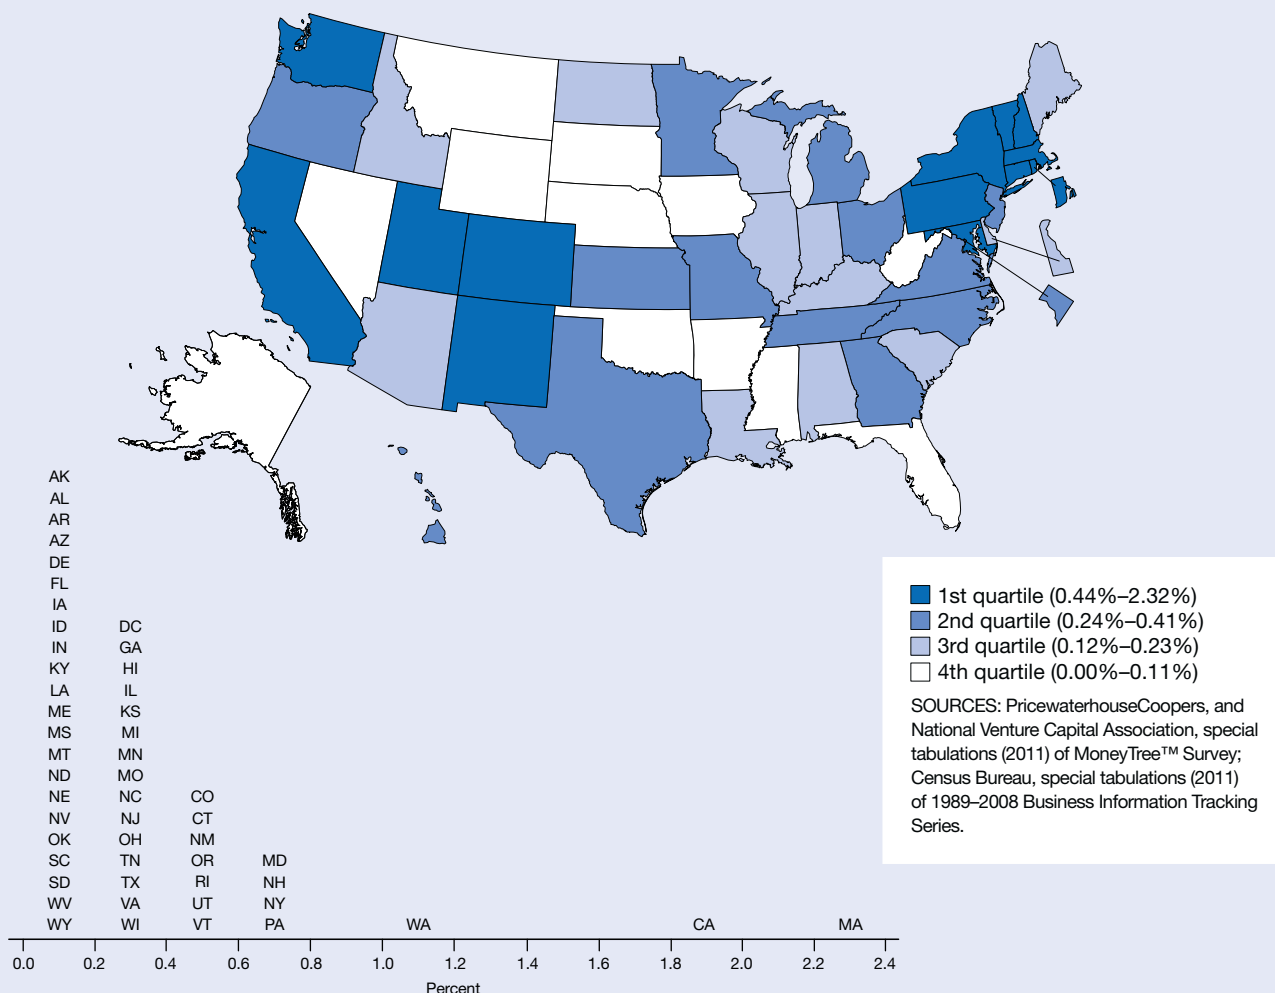 AK
AL
AR
AZ
DE
FL
IA
ID DC
IN GA
KY HI
LA IL
ME KS
MS MI
MT MN
ND MO
NE NC CO
NV NJ CT
OK OH NM
SC TN OR MD
SD TX RI NH
WV VA UT NY
WY WI VT PA WA CA MA
0.0 0.2 0.4 0.6 0.8 1.0 1.2 1.4 1.6 1.8 2.0 2.2 2.4
Percent
1st quartile (0.44%–2.32%)
2nd quartile (0.24%–0.41%)
3rd quartile (0.12%–0.23%)
4th quartile (0.00%–0.11%)
SOURCES: PricewaterhouseCoopers, and
National Venture Capital Association, special
tabulations (2011) of MoneyTree™ Survey;
Census Bureau, special tabulations (2011)
of 1989–2008 Business Information Tracking
Series.